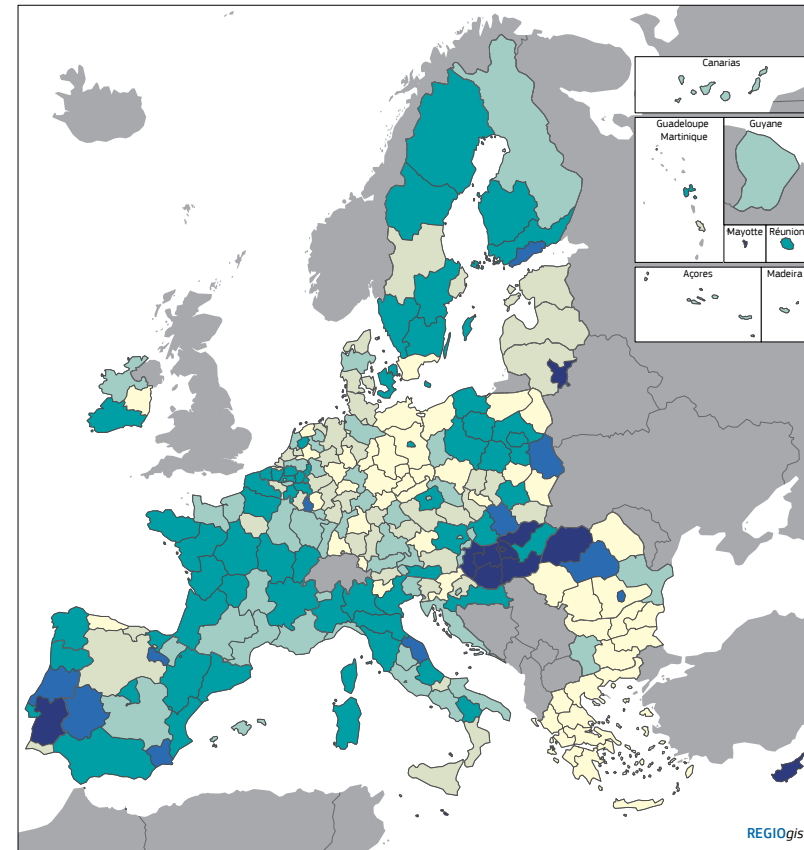 Canarias
Guadeloupe
Martinique
Guyane
Mayotte
Réunion
Açores
Madeira
REGIOgis